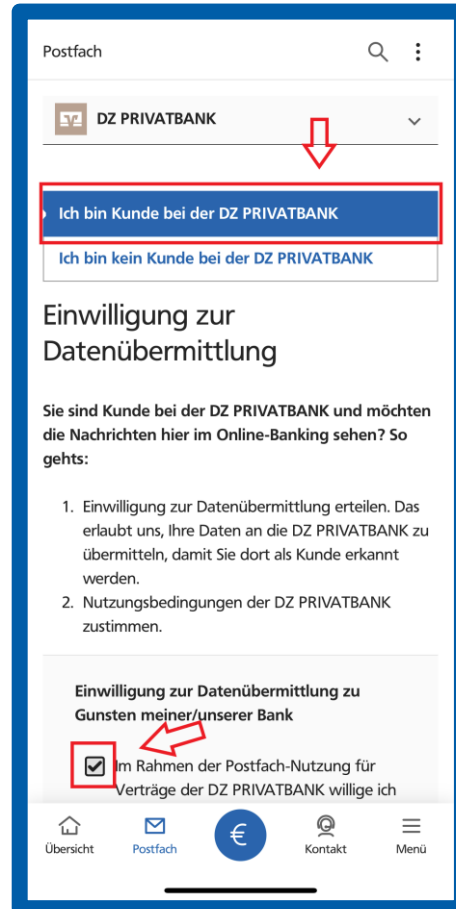 Postfach
DZ PRIVATBANK
Ich bin Kunde bei der DZ PRIVATBANK
Ich bin kein Kunde bei der DZ PRIVATBANK
Einwilligung zur
Datenübermittlung
Sie sind Kunde bei der DZ PRIVATBANK und möchten
die Nachrichten hier im Online-Banking sehen? So
gehts:
1. Einwilligung zur Datenübermittlung erteilen. Das
erlaubt uns, Ihre Daten an die DZ PRIVATBANK zu
übermitteln, damit Sie dort als Kunde erkannt
werden.
2. Nutzungsbedingungen der DZ PRIVATBANK
zustimmen.
Einwilligung zur Datenübermittlung zu
Gunsten meiner/unserer Bank
Im Rahmen der Postfach-Nutzung für
Verträge der DZ PRIVATBANK willige ich
€
Übersicht Postfach Kontakt Menü